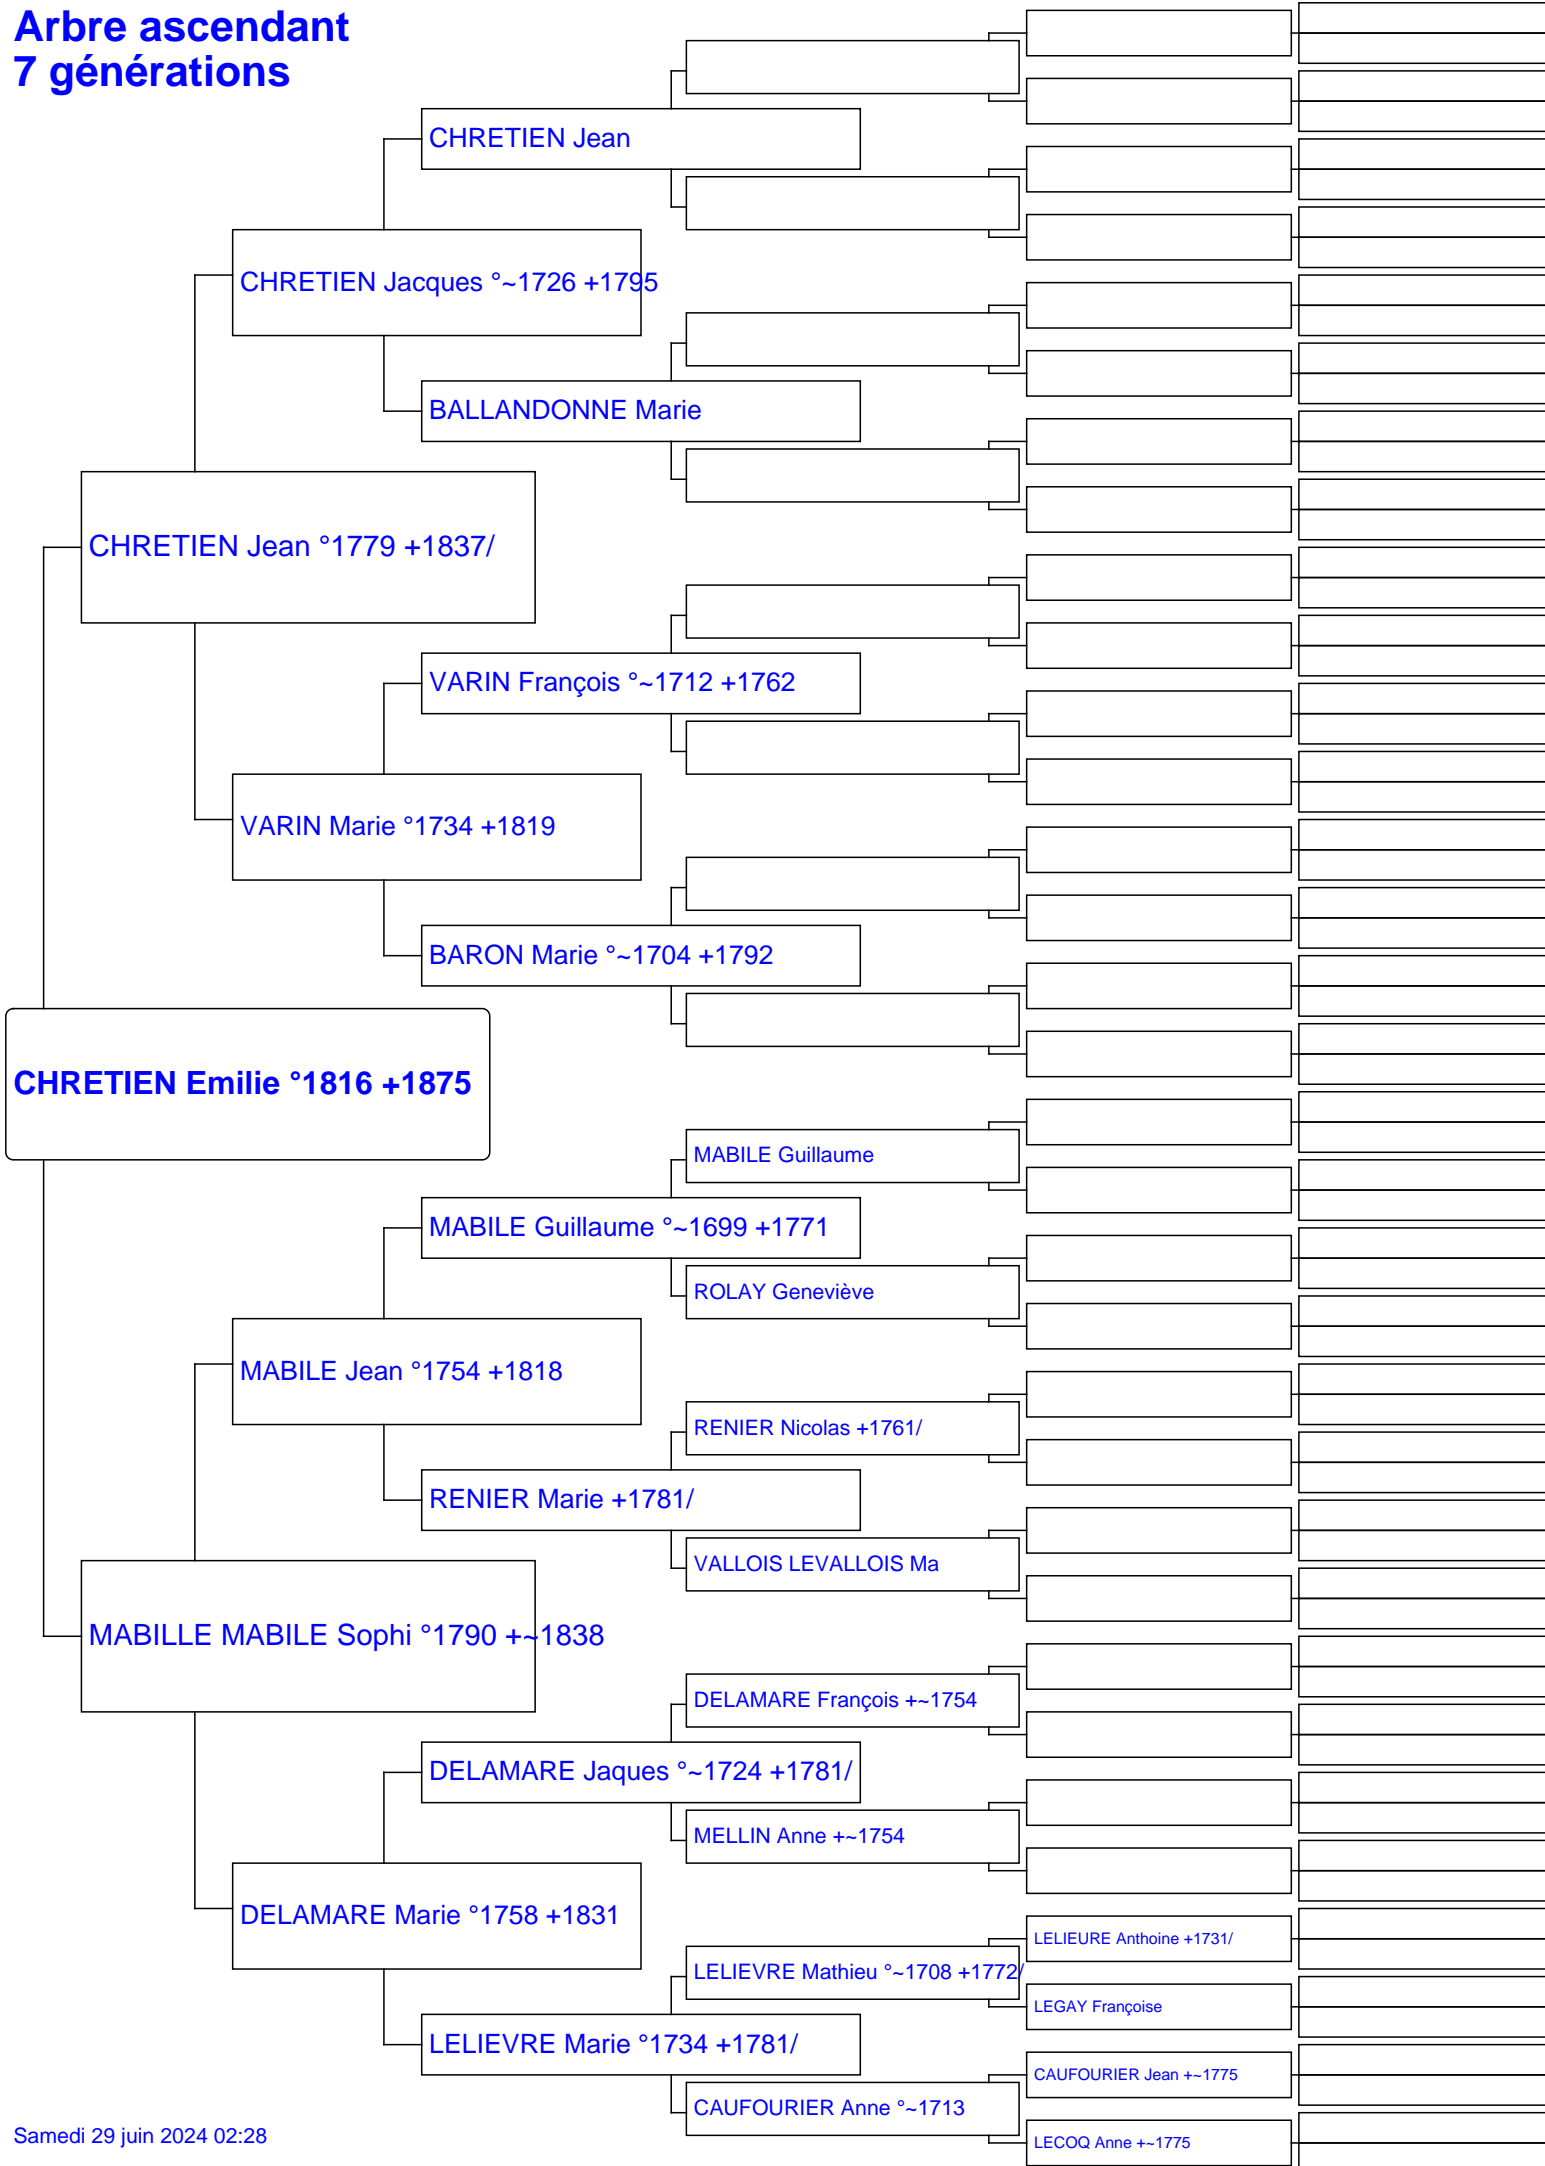 Arbre ascendant
7 générations
CHRETIEN Jean
CHRETIEN Jacques °~1726 +1795
BALLANDONNE Marie
CHRETIEN Jean °1779 +1837/
VARIN François °~1712 +1762
VARIN Marie °1734 +1819
BARON Marie °~1704 +1792
CHRETIEN Emilie °1816 +1875
MABILE Guillaume
MABILE Guillaume °~1699 +1771
ROLAY Geneviève
MABILE Jean °1754 +1818
RENIER Nicolas +1761/
RENIER Marie +1781/
VALLOIS LEVALLOIS Ma
MABILLE MABILE Sophi °1790 +~1838
DELAMARE François +~1754
DELAMARE Jaques °~1724 +1781/
MELLIN Anne +~1754
DELAMARE Marie °1758 +1831
LELIEURE Anthoine +1731/
LELIEVRE Mathieu °~1708 +1772/
LEGAY Françoise
LELIEVRE Marie °1734 +1781/
CAUFOURIER Jean +~1775
CAUFOURIER Anne °~1713
LECOQ Anne +~1775
Samedi 29 juin 2024 02:28